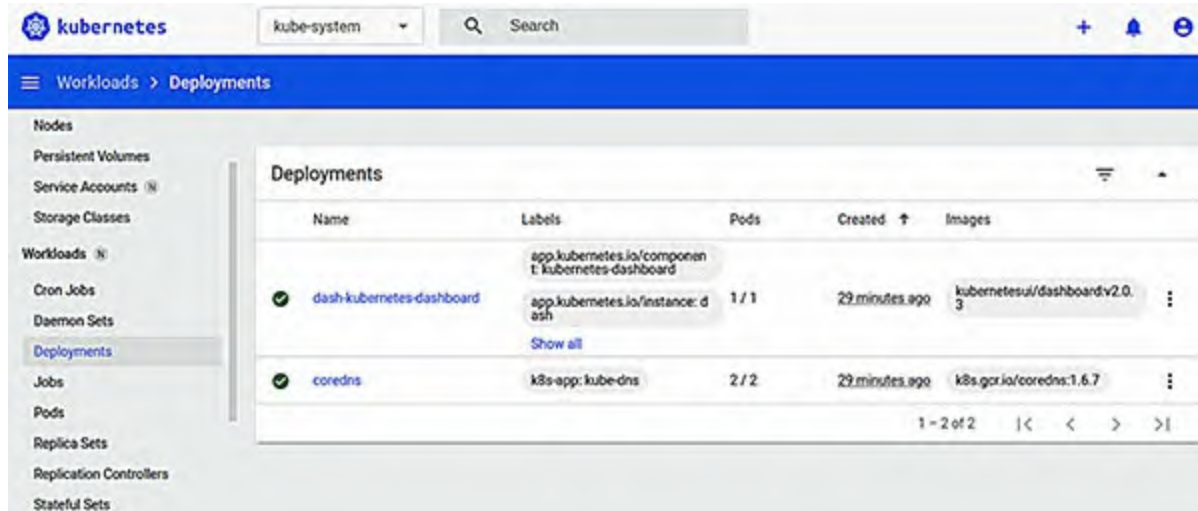 kubernetes
kube-system
Search
Workloads > Deployments
Nodes
Persistent Volumes
Service Accounts N
Storage Classes
Workloads N
Cron Jobs
Daemon Sets
Deployments
Jobs
Pods
Replica Sets
Replication Controllers
Stateful Sets
Deployments
Name Labels Pods Created ↑ Images
app.kubernetes.io/componen
t: kubernetes-dashboard
dash-kubernetes-dashboard
app.kubernetes.io/instance: d
ash
Show all
1 / 1
29 minutes ago
kubernetesui/dashboard:v2.0.
3
coredns k8s-app: kube-dns 2 / 2 29 minutes ago k8s.gcr.io/coredns:1.6.7
1 – 2 of 2 |< < > >|